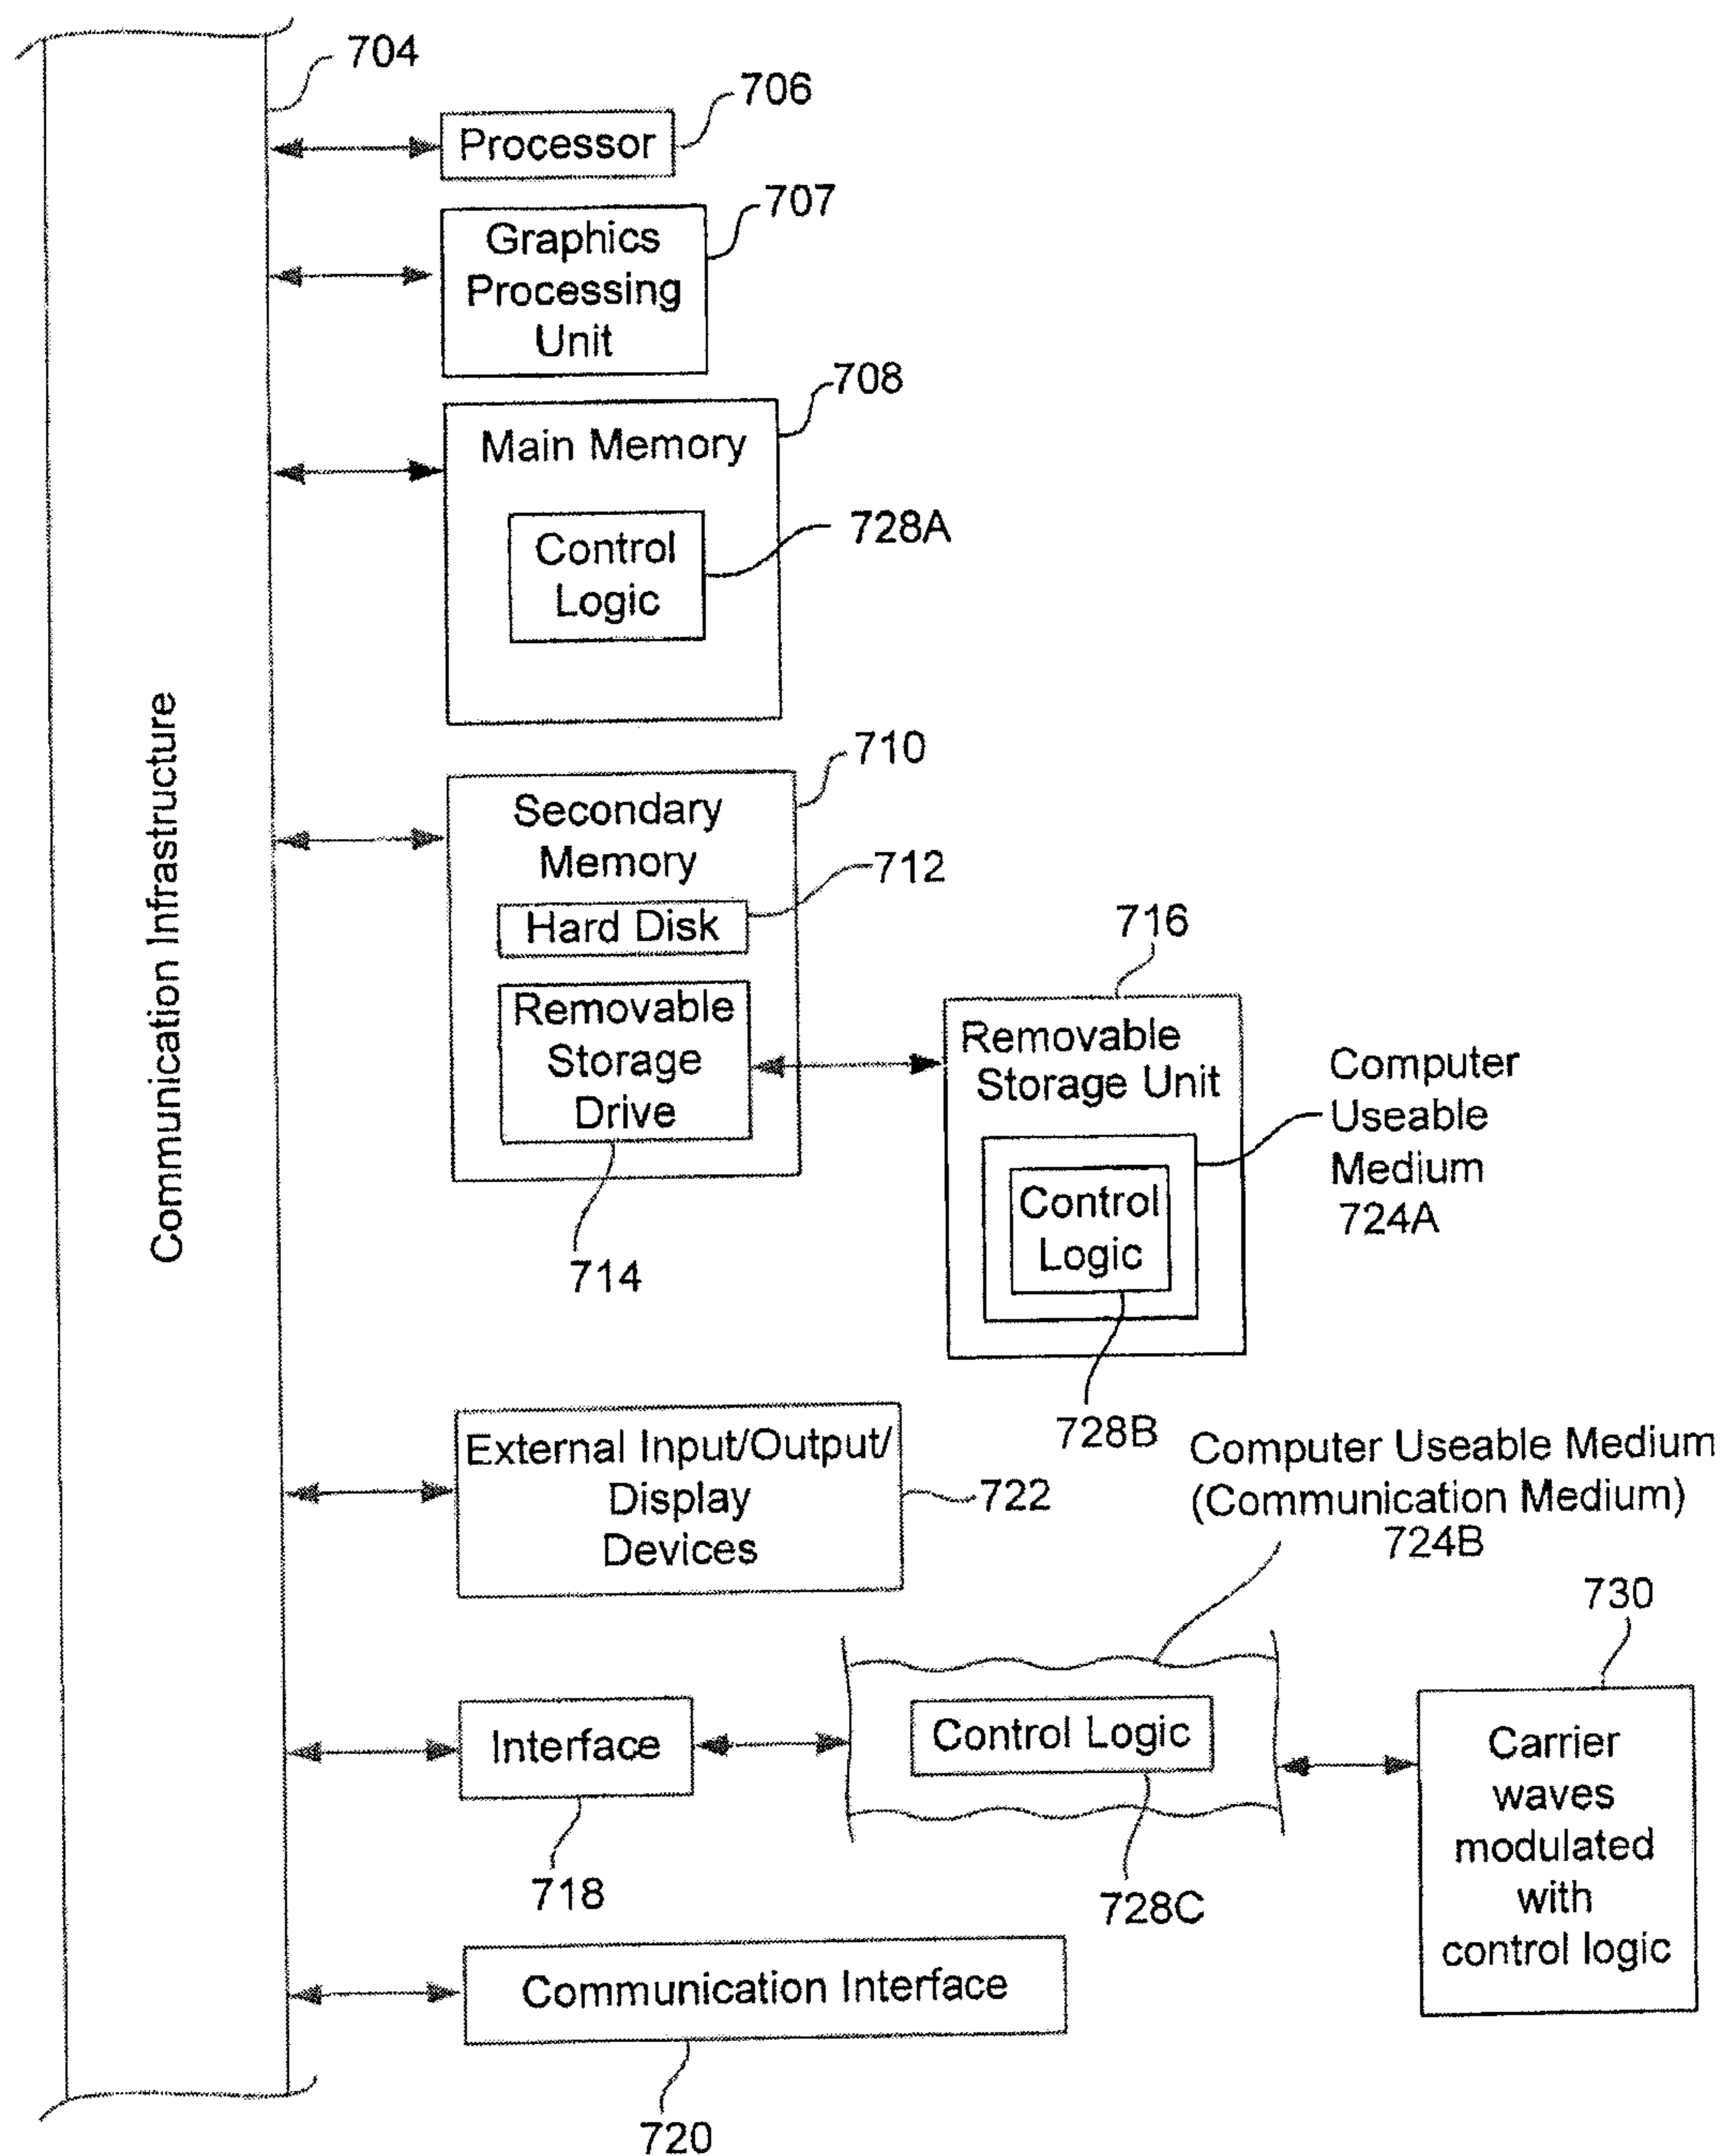 704
706
Processor
707
Graphics
Processing
Unit
708
Main Memory
728A
Control
Logic
Communication Infrastructure
710
Secondary
Memory
712
Hard Disk
716
Removable
Storage
Drive
714
Removable
Storage Unit
Computer
Useable
Medium
724A
Control
Logic
728B
External Input/Output/
Display
Devices
722
Computer Useable Medium
(Communication Medium)
724B
730
Interface
718
Control Logic
728C
Carrier
waves
modulated
with
control logic
Communication Interface
720